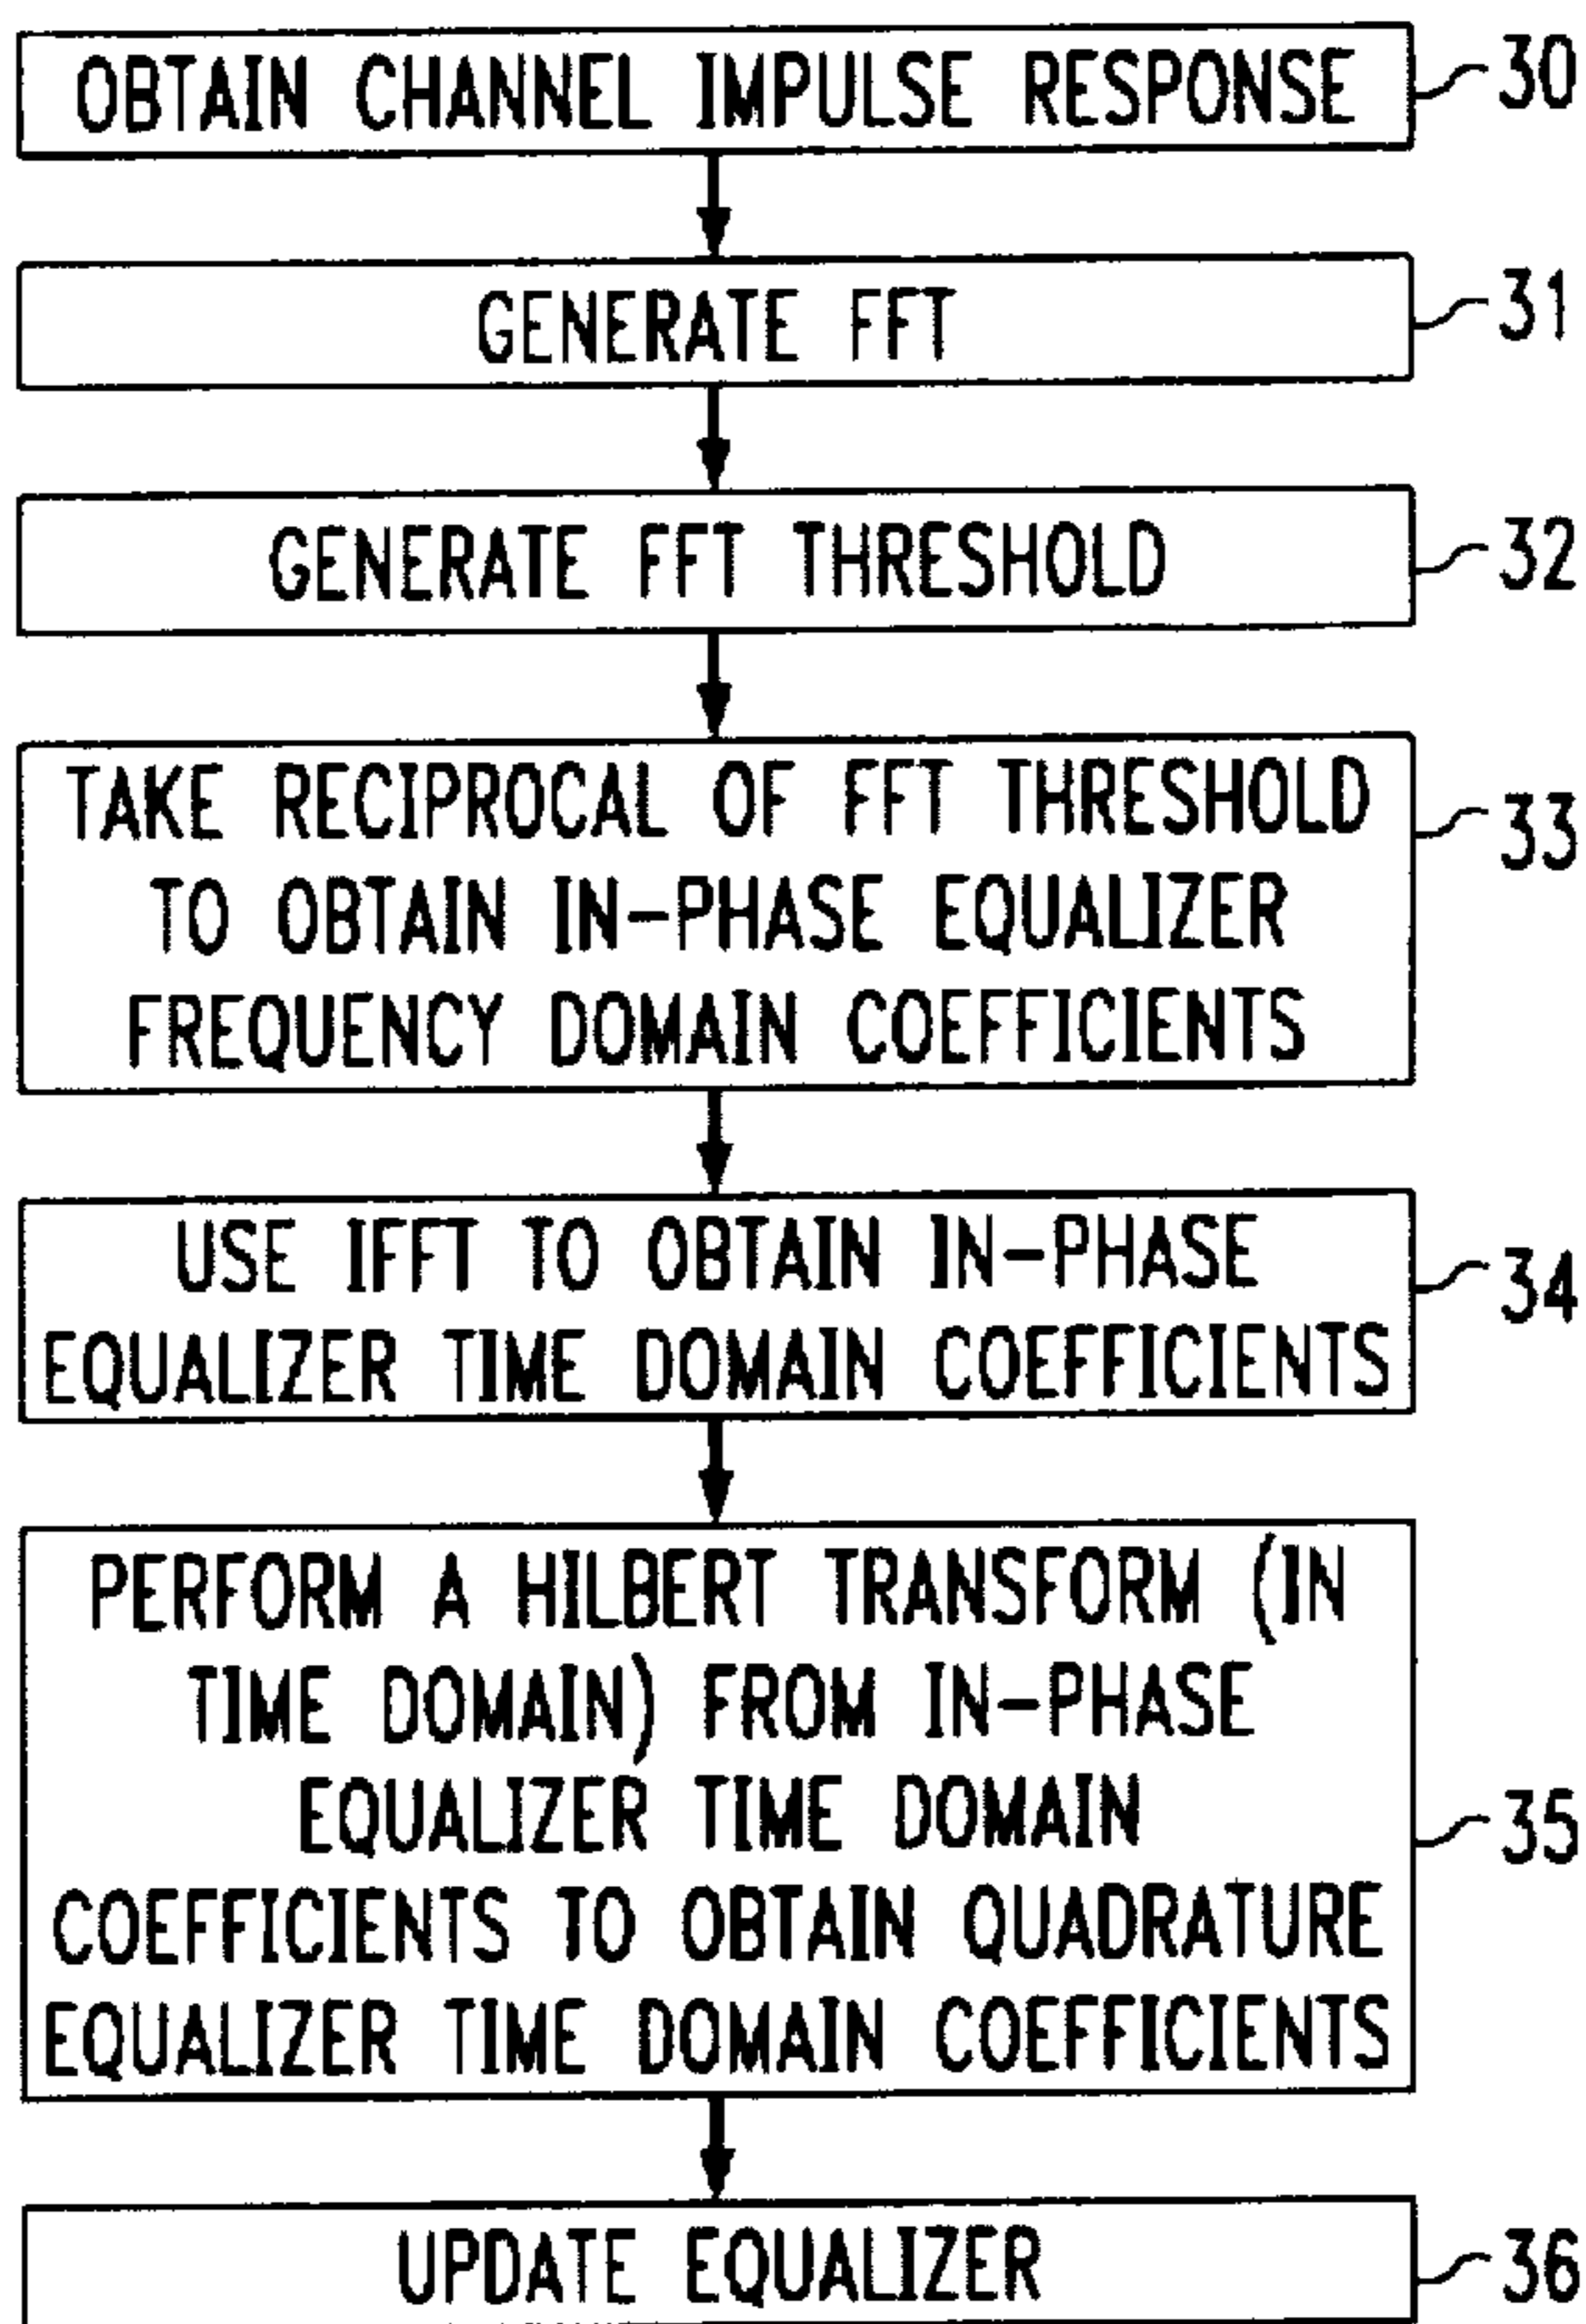 OBTAIN CHANNEL IMPULSE RESPONSE
30
GENERATE FFT
31
GENERATE FFT THRESHOLD
32
TAKE RECIPROCAL OF FFT THRESHOLD
TO OBTAIN IN-PHASE EQUALIZER
FREQUENCY DOMAIN COEFFICIENTS
33
USE IFFT TO OBTAIN IN-PHASE
EQUALIZER TIME DOMAIN COEFFICIENTS
34
PERFORM A HILBERT TRANSFORM (IN
TIME DOMAIN) FROM IN-PHASE
EQUALIZER TIME DOMAIN
COEFFICIENTS TO OBTAIN QUADRATURE
EQUALIZER TIME DOMAIN COEFFICIENTS
35
UPDATE EQUALIZER
36